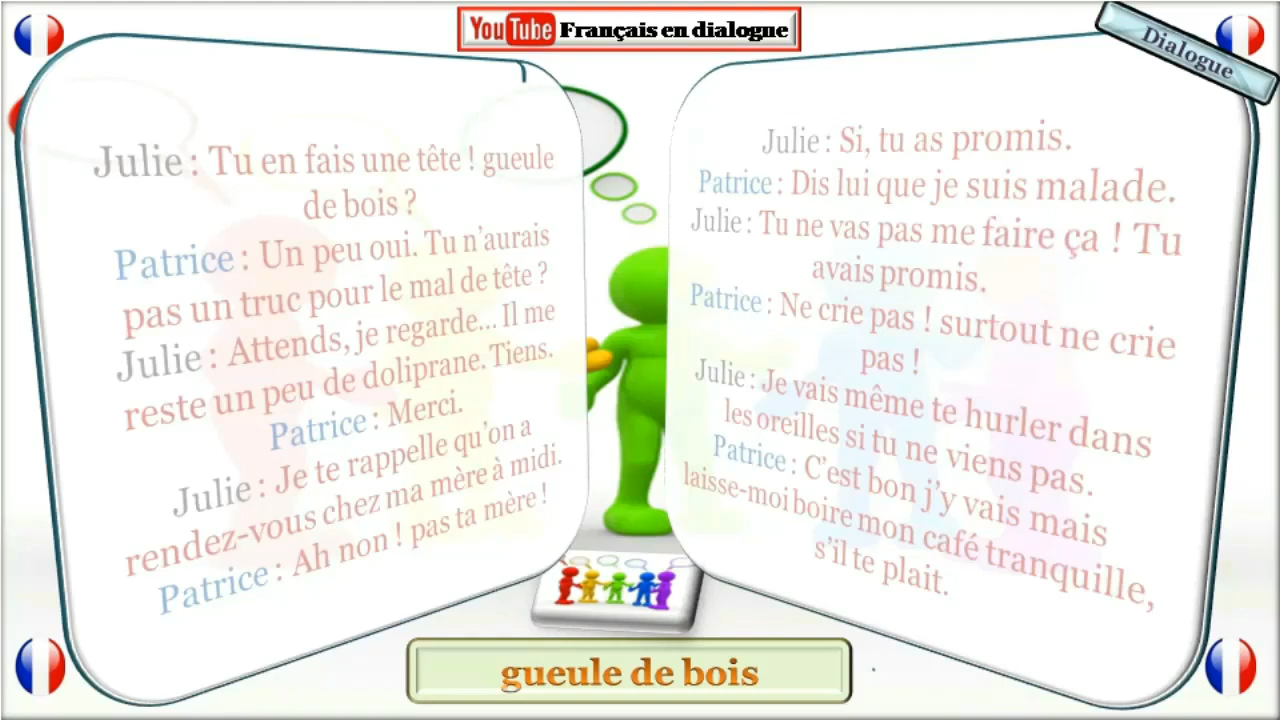 YouTube Français en dialogue
Dialogue
Julie : Tu en fais une tête ! gueule
de bois ?
Patrice : Un peu oui. Tu n'aurais
pas un truc pour le mal de tête ?
Julie : Attends, je regarde... Il me
reste un peu de doliprane. Tiens.
Patrice : Merci.
Julie : Je te rappelle qu'on a
rendez-vous chez ma mère à midi.
Patrice : Ah non ! pas ta mère !
Julie : Si, tu as promis.
Patrice : Dis lui que je suis malade.
Julie : Tu ne vas pas me faire ça ! Tu
avais promis.
Patrice : Ne crie pas ! surtout ne crie
pas !
Julie : Je vais même te hurler dans
les oreilles si tu ne viens pas.
Patrice : C'est bon j'y vais mais
laisse-moi boire mon café tranquille,
s'il te plait.
gueule de bois